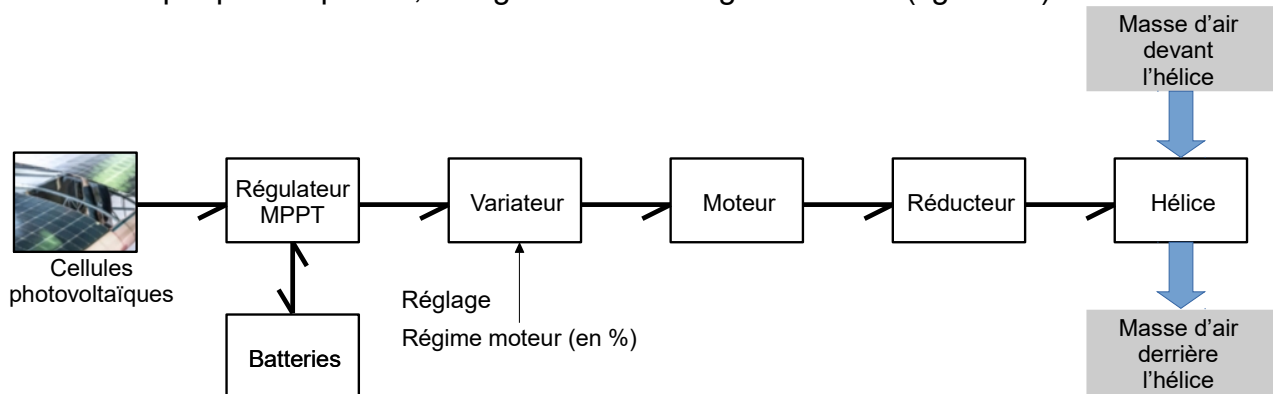 Masse d'air
devant
l'hélice
Régulateur
MPPT
Variateur
Moteur
Réducteur
Hélice
Cellules
photovoltaïques
Réglage
Régime moteur (en %)
Batteries
Masse d'air
derrière
l'hélice